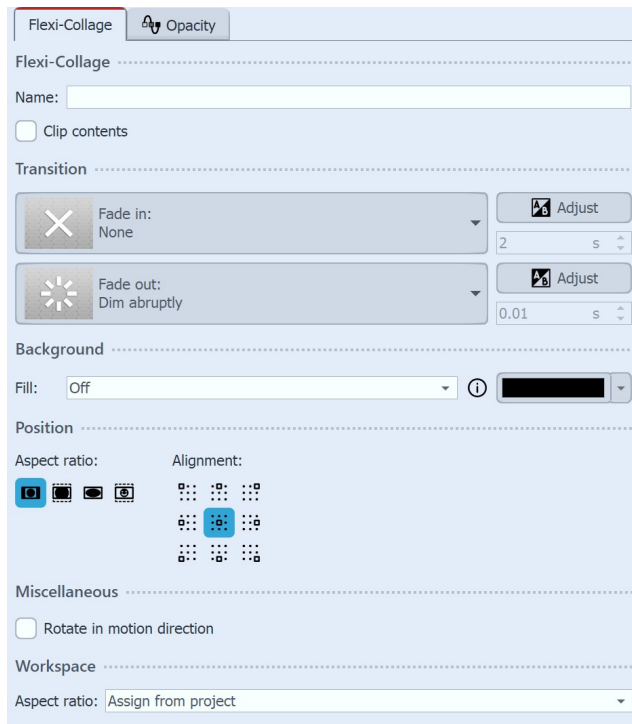 Flexi-Collage Opacity
Flexi-Collage
Name:
Clip contents
Transition
Fade in:
None
A/B Adjust
2 s
Fade out:
Dim abruptly
A/B Adjust
0.01 s
Background
Fill: Off
Position
Aspect ratio: Alignment:
Miscellaneous
Rotate in motion direction
Workspace
Aspect ratio: Assign from project